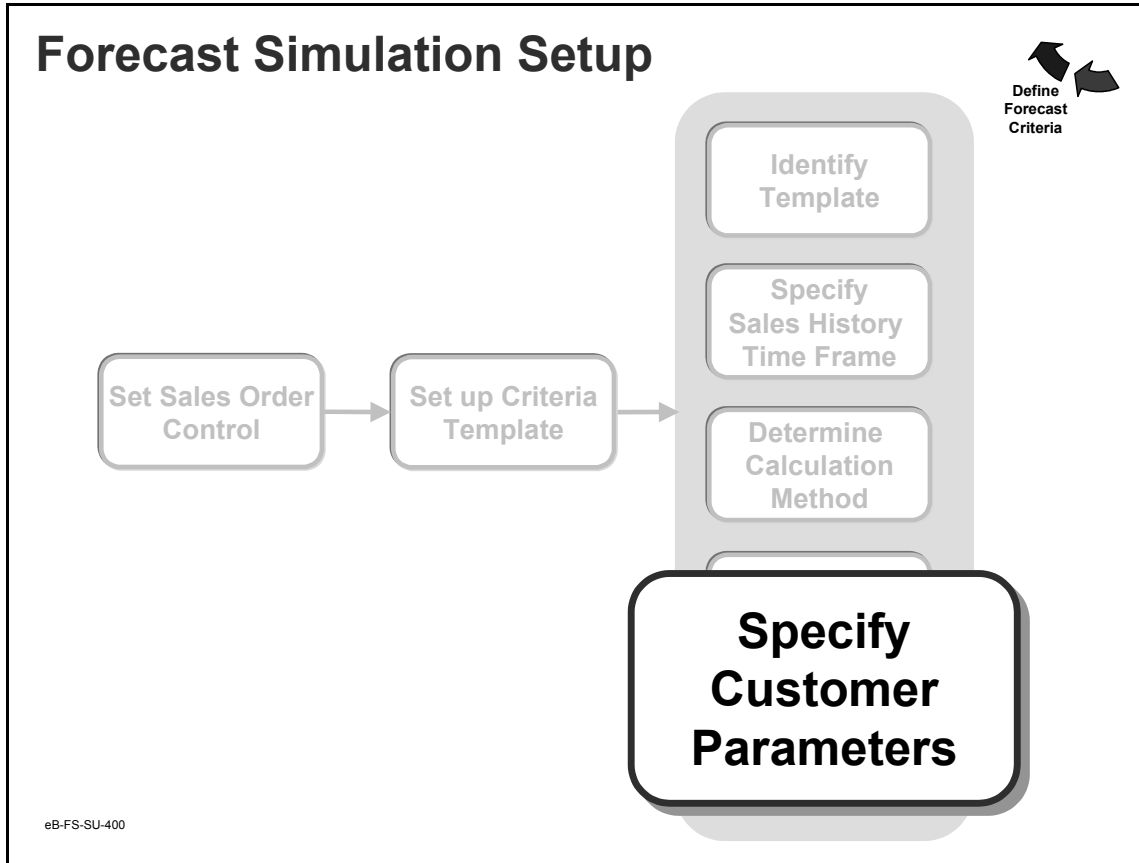 Forecast Simulation Setup
Define
Forecast
Criteria
Identify
Template
Specify
Sales History
Time Frame
Set Sales Order
Control
Set up Criteria
Template
Determine
Calculation
Method
Specify
Customer
Parameters
eB-FS-SU-400